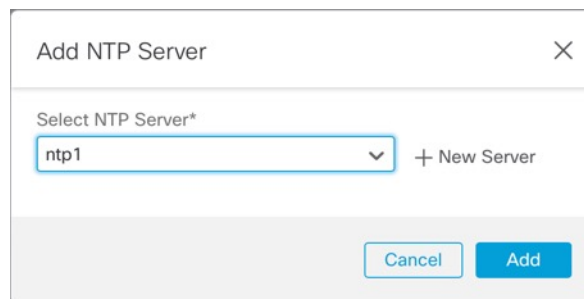 Add NTP Server
Select NTP Server*
ntp1
+ New Server
Cancel
Add